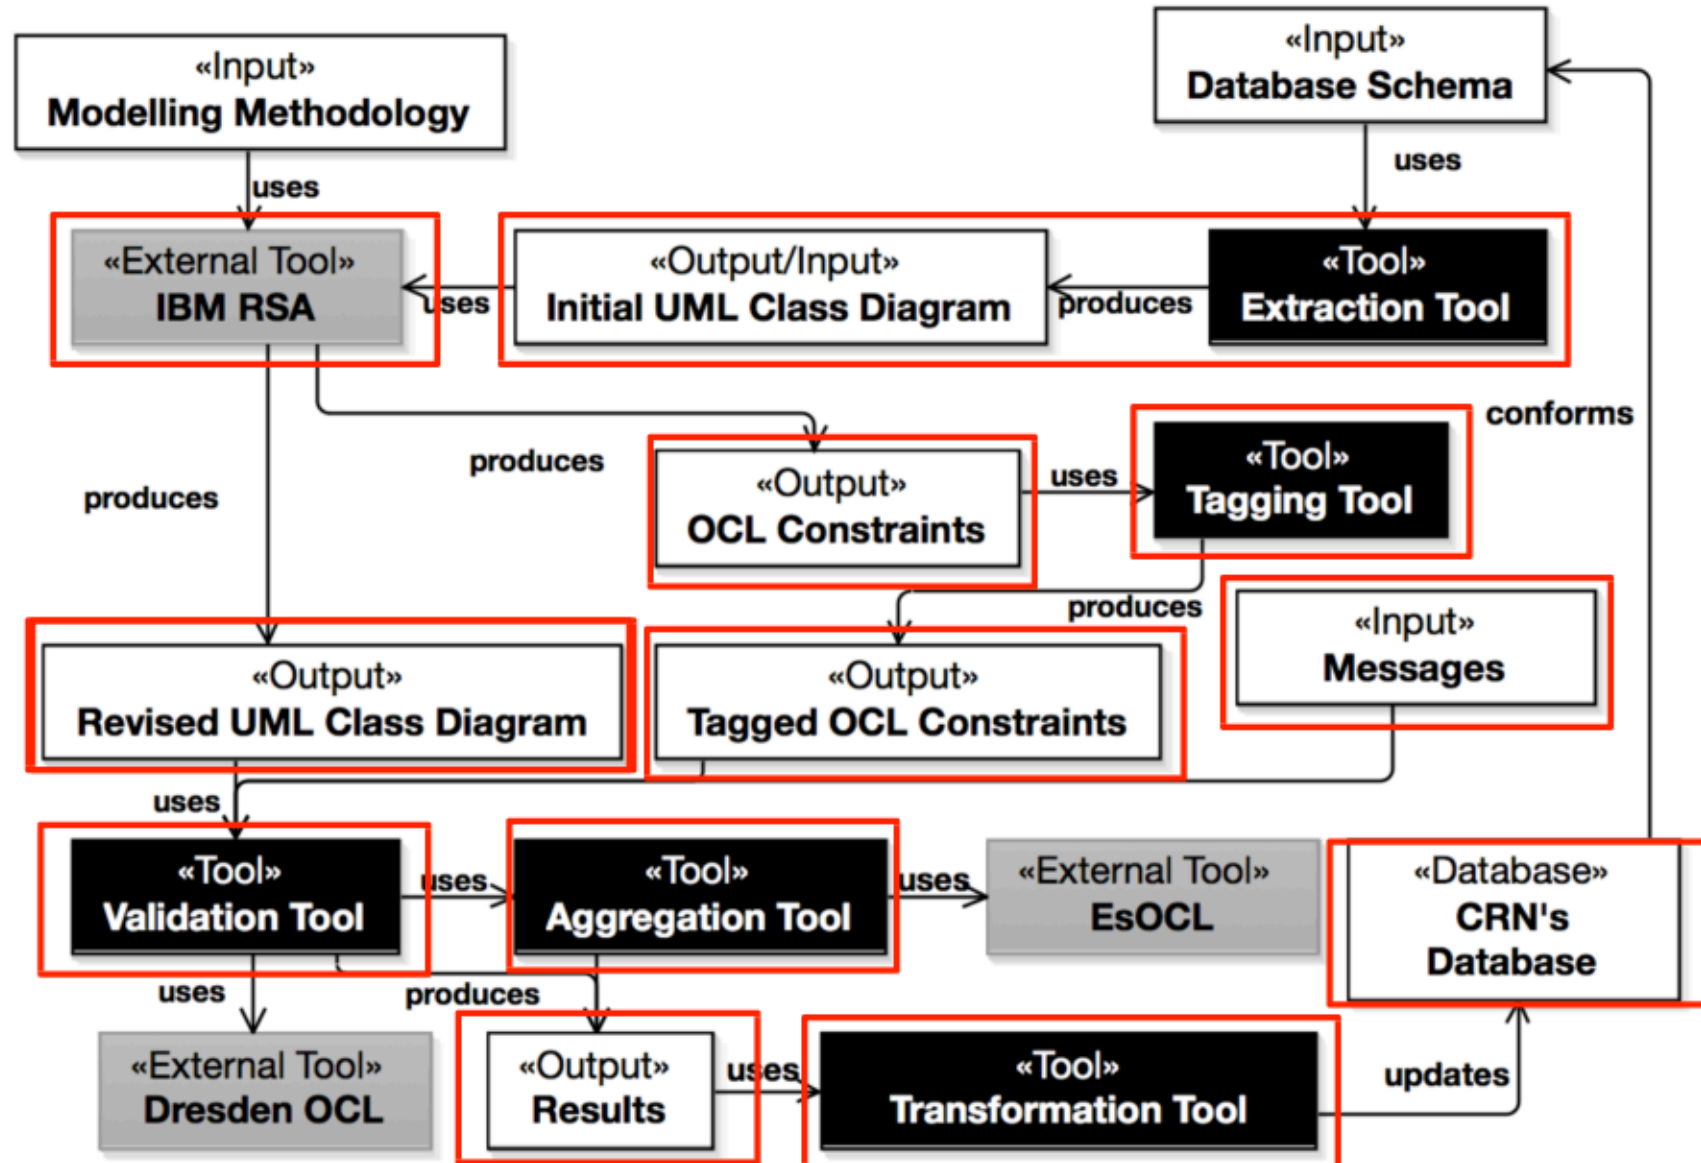 «Input»
Modelling Methodology
«Input»
Database Schema
uses
uses
«External Tool»
IBM RSA
uses
«Output/Input»
Initial UML Class Diagram
produces
«Tool»
Extraction Tool
conforms
produces
produces
«Output»
OCL Constraints
uses
«Tool»
Tagging Tool
produces
«Input»
Messages
«Output»
Revised UML Class Diagram
«Output»
Tagged OCL Constraints
uses
«Tool»
Validation Tool
uses
«Tool»
Aggregation Tool
uses
«External Tool»
EsOCL
«Database»
CRN's
Database
uses
produces
«External Tool»
Dresden OCL
«Output»
Results
uses
«Tool»
Transformation Tool
updates